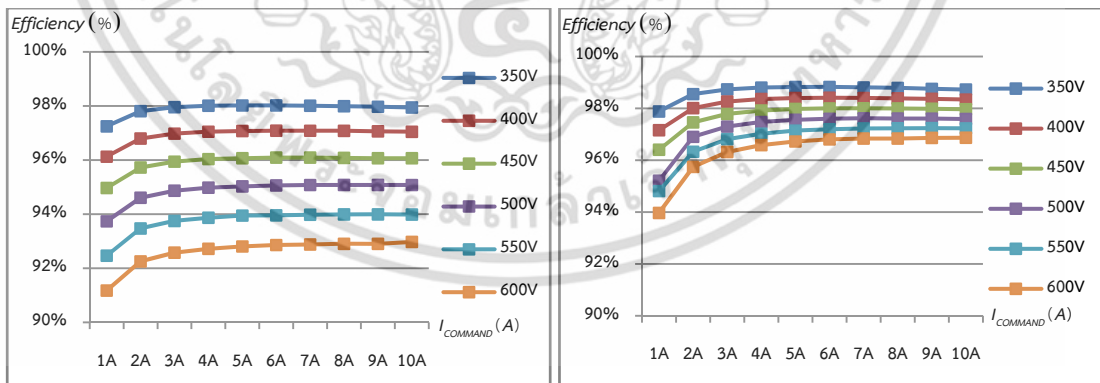 Efficiency (%)
100%
98%
96%
94%
92%
90%
1A 2A 3A 4A 5A 6A 7A 8A 9A 10A
350V
400V
450V
500V
550V
600V
I_COMMAND (A)
Efficiency (%)
100%
98%
96%
94%
92%
90%
1A 2A 3A 4A 5A 6A 7A 8A 9A 10A
350V
400V
450V
500V
550V
600V
I_COMMAND (A)